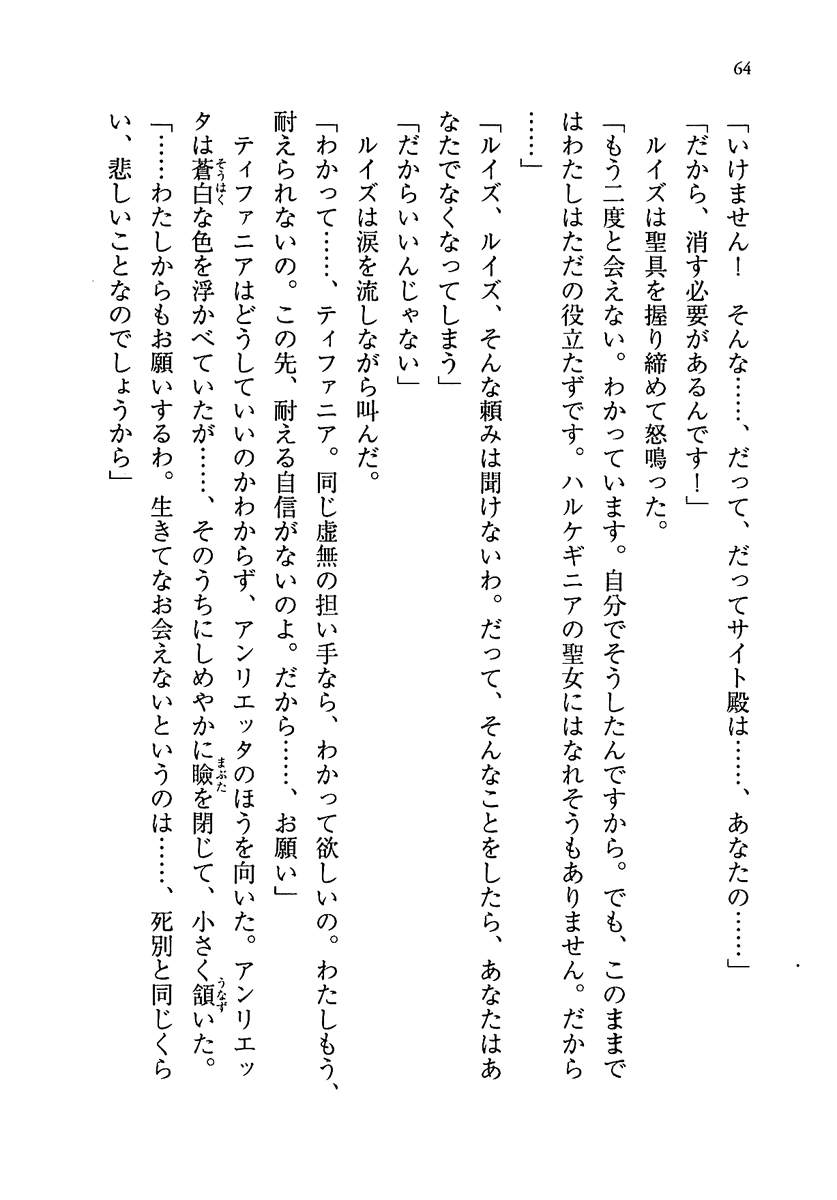 64
「いけません！　そんな……、だって、だってサイト殿は……、あなたの……」
「だから、消す必要があるんです！」
　ルイズは聖具を握り締めて怒鳴った。
「もう二度と会えない。わかっています。自分でそうしたんですから。でも、このままで
はわたしはただの役立たずです。ハルケギニアの聖女にはなれそうもありません。だから
……」
「ルイズ、ルイズ、そんな頼みは聞けないわ。だって、そんなことをしたら、あなたはあ
なたでなくなってしまう」
「だからいいんじゃない」
　ルイズは涙を流しながら叫んだ。
「わかって……、ティファニア。同じ虚無の担い手なら、わかって欲しいの。わたしもう、
耐えられないの。この先、耐える自信がないのよ。だから……、お願い」
　ティファニアはどうしていいのかわからず、アンリエッタのほうを向いた。アンリエッ
タは蒼白な色を浮かべていたが……、そのうちにしめやかに瞼を閉じて、小さく頷いた。
「……わたしからもお願いするわ。生きてなお会えないというのは……、死別と同じくら
い、悲しいことなのでしょうから」